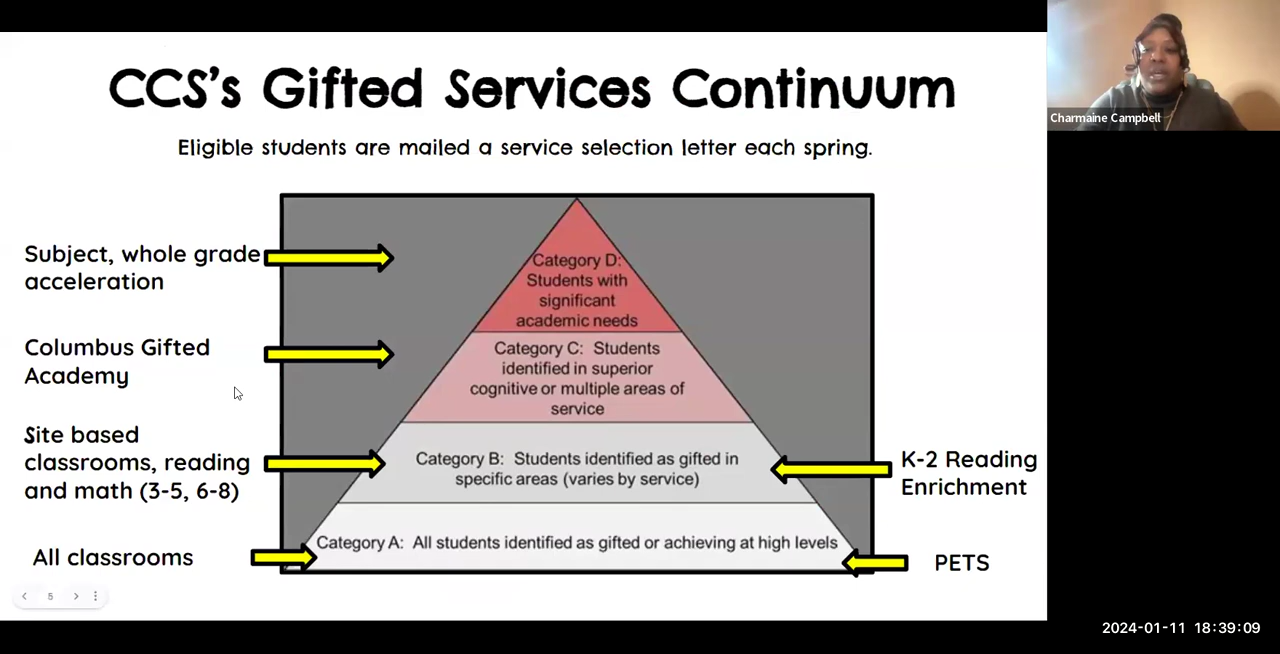 CCS's Gifted Services Continuum
Eligible students are mailed a service selection letter each spring.
Charmaine Campbell
Subject, whole grade
acceleration
Category D:
Students with
significant
academic needs
Columbus Gifted
Academy
Category C: Students
identified in superior
cognitive or multiple areas of
service
Site based
classrooms, reading
and math (3-5, 6-8)
Category B: Students identified as gifted in
specific areas (varies by service)
K-2 Reading
Enrichment
All classrooms
Category A: All students identified as gifted or achieving at high levels
PETS
5
2024-01-11 18:39:09